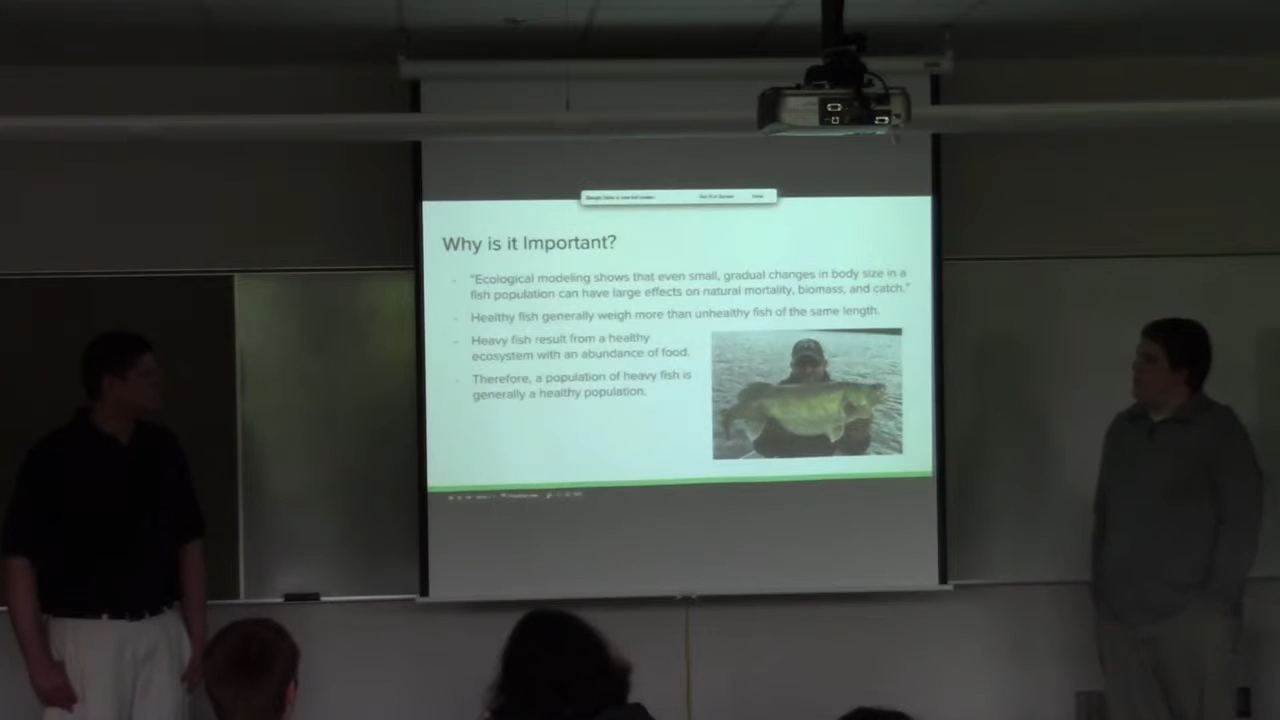 Why is it Important?
- "Ecological modeling shows that even small, gradual changes in body size in a
fish population can have large effects on natural mortality, biomass, and catch."
- Healthy fish generally weigh more than unhealthy fish of the same length.
- Heavy fish result from a healthy
ecosystem with an abundance of food.
- Therefore, a population of heavy fish is
generally a healthy population.